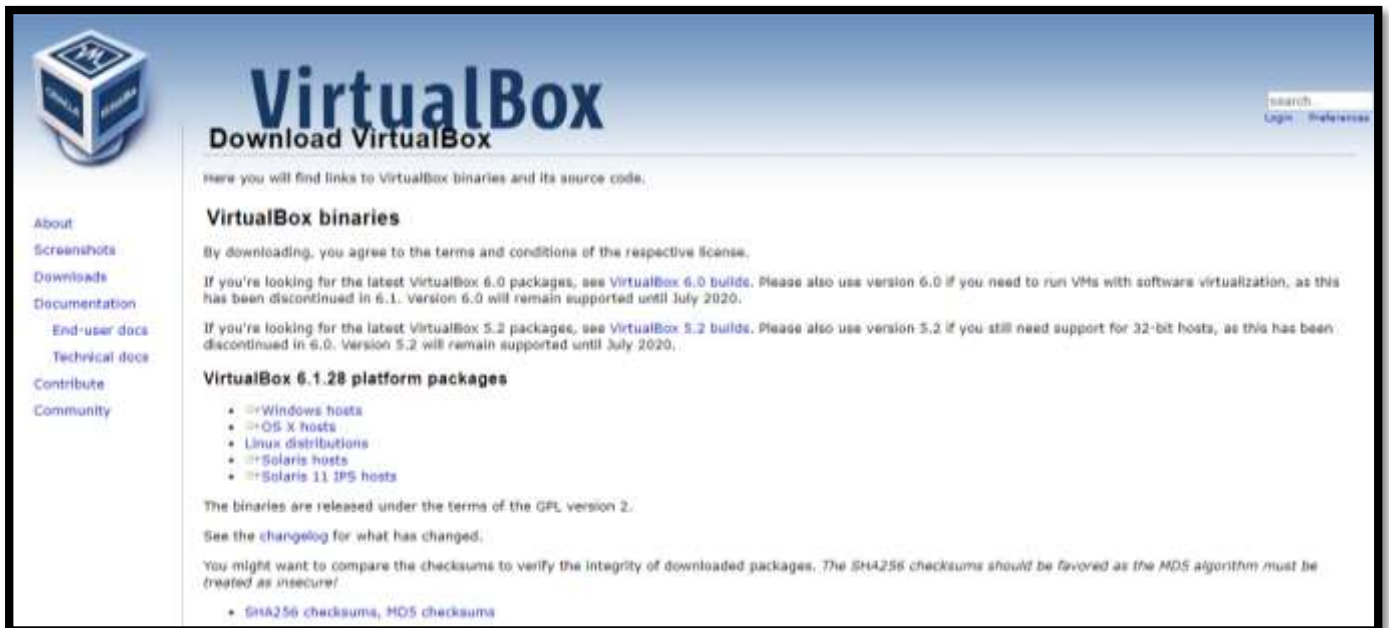 VM
ORACLE
VirtualBox
search...
Login Preferences
Download VirtualBox
Here you will find links to VirtualBox binaries and its source code.
About
Screenshots
Downloads
Documentation
End-user docs
Technical docs
Contribute
Community
VirtualBox binaries
By downloading, you agree to the terms and conditions of the respective license.
If you're looking for the latest VirtualBox 6.0 packages, see VirtualBox 6.0 builds. Please also use version 6.0 if you need to run VMs with software virtualization, as this
has been discontinued in 6.1. Version 6.0 will remain supported until July 2020.
If you're looking for the latest VirtualBox 5.2 packages, see VirtualBox 5.2 builds. Please also use version 5.2 if you still need support for 32-bit hosts, as this has been
discontinued in 6.0. Version 5.2 will remain supported until July 2020.
VirtualBox 6.1.28 platform packages
Windows hosts
OS X hosts
Linux distributions
Solaris hosts
Solaris 11 IPS hosts
The binaries are released under the terms of the GPL version 2.
See the changelog for what has changed.
You might want to compare the checksums to verify the integrity of downloaded packages. The SHA256 checksums should be favored as the MD5 algorithm must be
treated as insecure!
SHA256 checksums, MD5 checksums